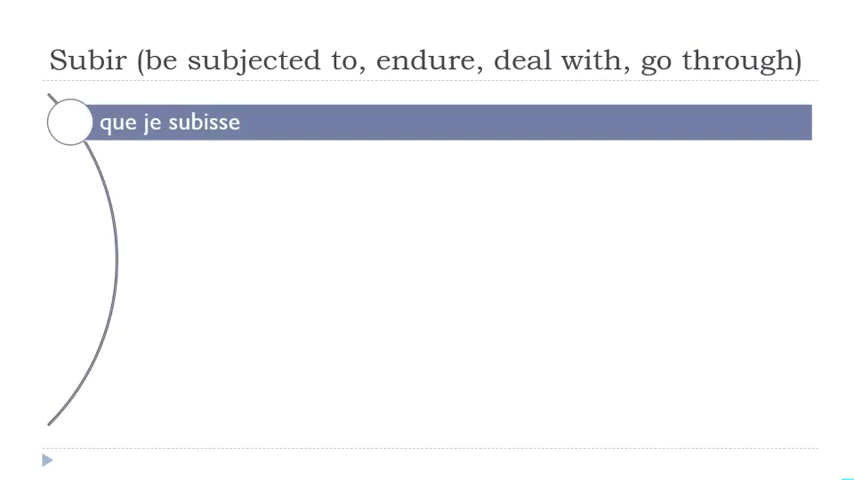 Subir (be subjected to, endure, deal with, go through)
que je subisse